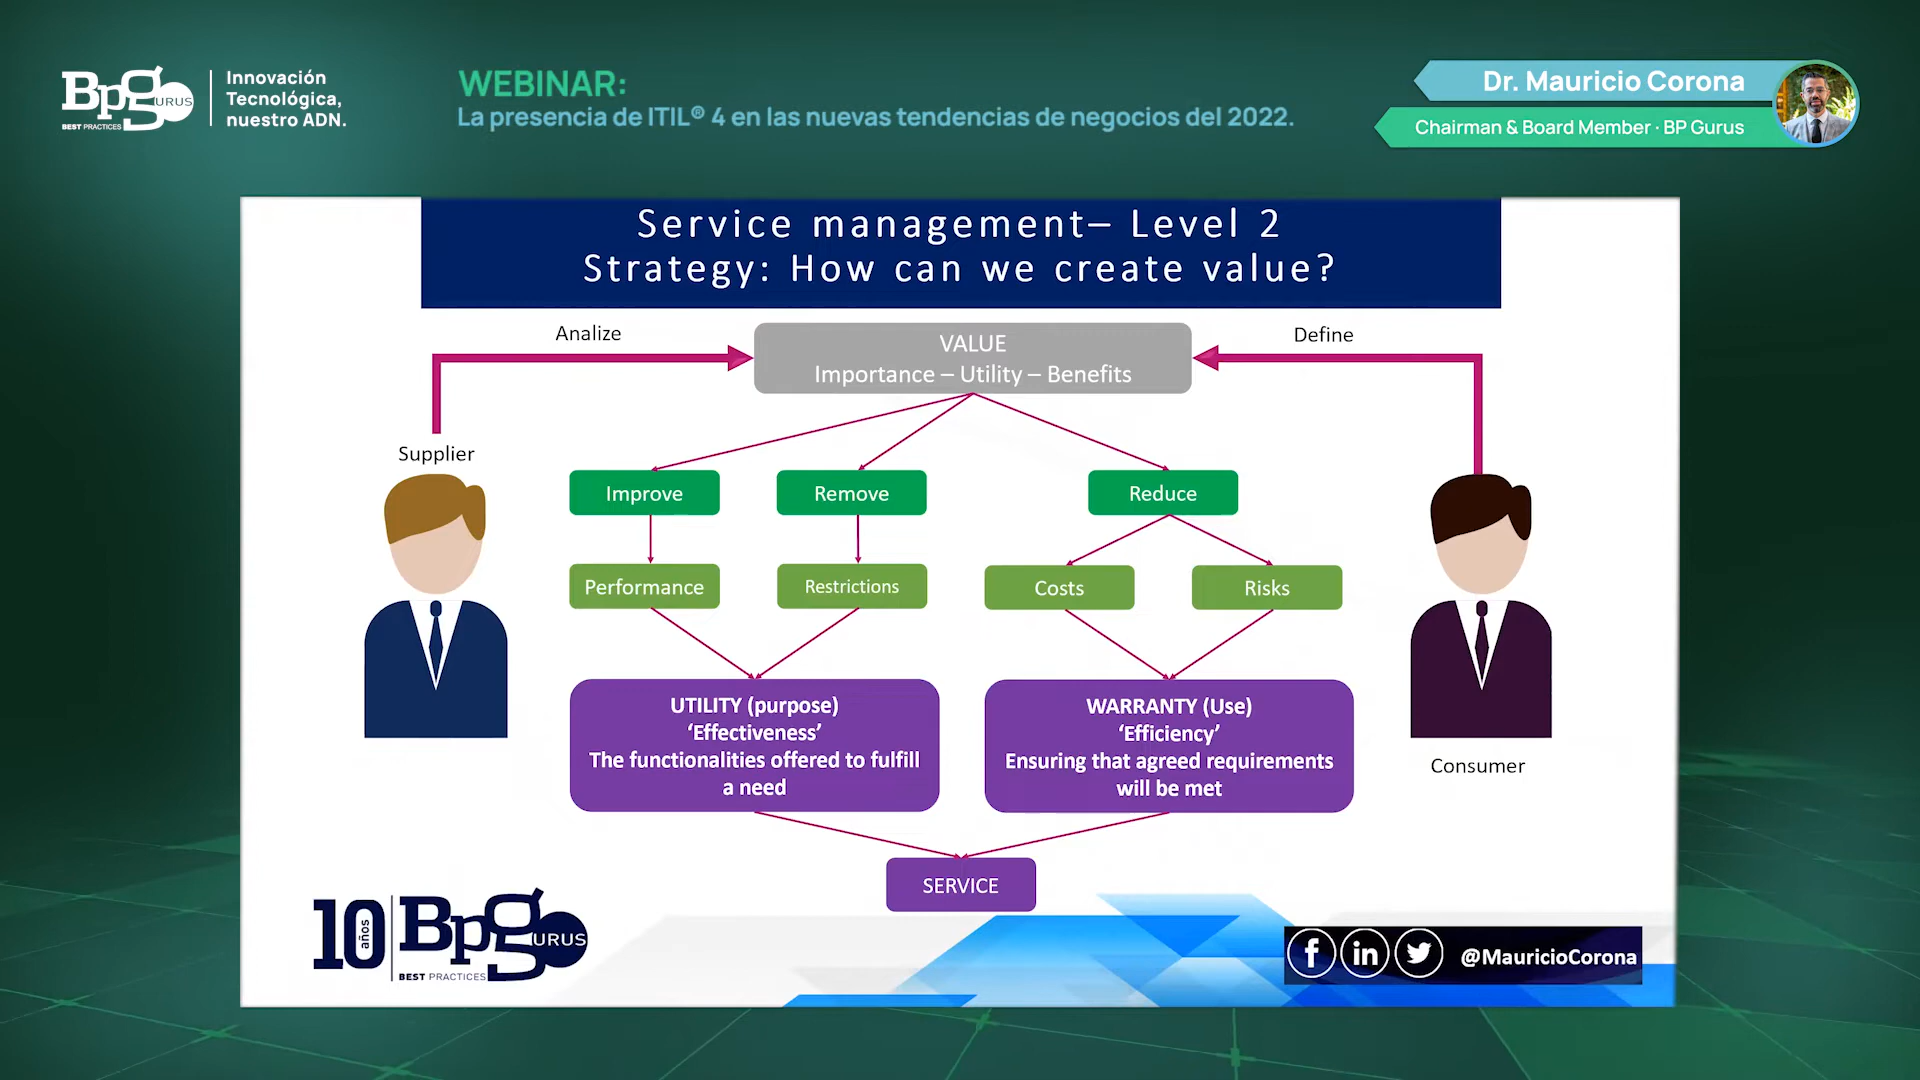 Bpgurus
BEST PRACTICES
Innovación
Tecnológica,
nuestro ADN.
WEBINAR:
La presencia de ITIL® 4 en las nuevas tendencias de negocios del 2022.
Dr. Mauricio Corona
Chairman & Board Member · BP Gurus
Service management– Level 2
Strategy: How can we create value?
Analize
Define
VALUE
Importance – Utility – Benefits
Supplier
Improve
Remove
Reduce
Performance
Restrictions
Costs
Risks
UTILITY (purpose)
‘Effectiveness’
The functionalities offered to fulfill
a need
WARRANTY (Use)
‘Efficiency’
Ensuring that agreed requirements
will be met
Consumer
SERVICE
10 años
BpgURUS
BEST PRACTICES
@MauricioCorona